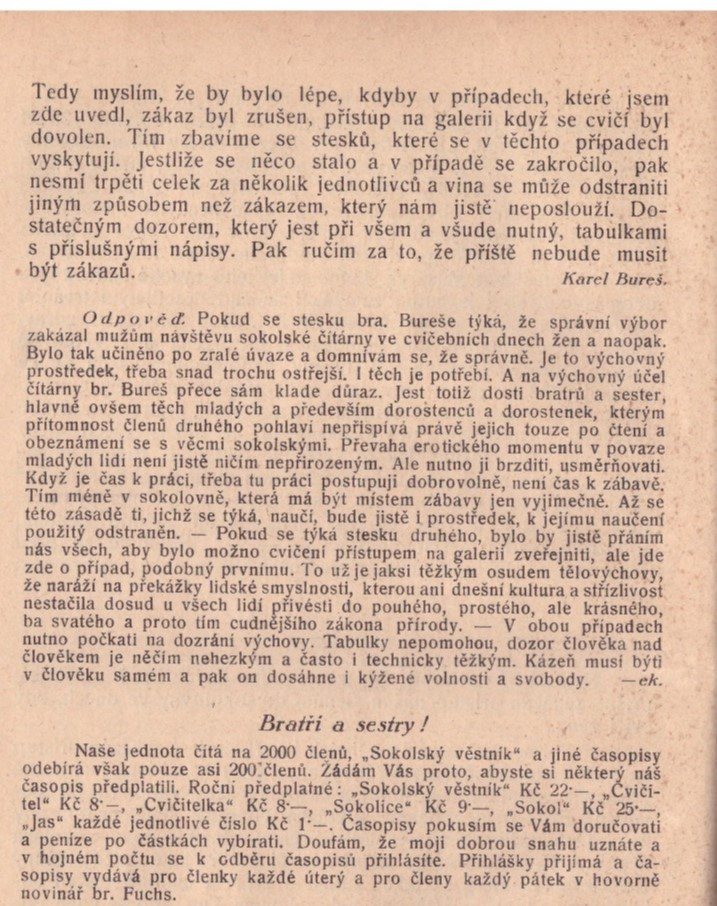 Tedy myslím, že by bylo lépe, kdyby v případech, které jsem
zde uvedl, zákaz byl zrušen, přístup na galerii když se cvičí byl
dovolen. Tím zbavíme se stesků, které se v těchto případech
vyskytují. Jestliže se něco stalo a v případě se zakročilo, pak
nesmí trpěti celek za několik jednotlivců a vina se může odstraniti
jiným způsobem než zákazem, který nám jistě neposlouží. Do-
statečným dozorem, který jest při všem a všude nutný, tabulkami
s příslušnými nápisy. Pak ručím za to, že příště nebude musit
být zákazů.
Karel Bureš.
Odpověď. Pokud se stesku bra. Bureše týká, že správní výbor
zakázal mužům návštěvu sokolské čítárny ve cvičebních dnech žen a naopak.
Bylo tak učiněno po zralé úvaze a domnívám se, že správně. Je to výchovný
prostředek, třeba snad trochu ostřejší. I těch je potřebí. A na výchovný účel
čítárny br. Bureš přece sám klade důraz. Jest totiž dosti bratrů a sester,
hlavně ovšem těch mladých a především dorostenců a dorostenek, kterým
přítomnost členů druhého pohlaví nepřispívá právě jejich touze po čtení a
obeznámení se s věcmi sokolskými. Převaha erotického momentu v povaze
mladých lidí není jistě ničím nepřirozeným. Ale nutno ji brzditi, usměrňovati.
Když je čas k práci, třeba tu práci postupuji dobrovolně, není čas k zábavě.
Tím méně v sokolovně, která má být místem zábavy jen vyjimečně. Až se
této zásadě ti, jichž se týká, naučí, bude jistě i prostředek, k jejímu naučení
použitý odstraněn. — Pokud se týká stesku druhého, bylo by jistě přáním
nás všech, aby bylo možno cvičení přístupem na galerii zveřejniti, ale jde
zde o případ, podobný prvnímu. To už je jaksi těžkým osudem tělovýchovy,
že naráží na překážky lidské smyslnosti, kterou ani dnešní kultura a střízlivost
nestačila dosud u všech lidí přivésti do pouhého, prostého, ale krásného,
ba svatého a proto tím cudnějšího zákona přírody. — V obou případech
nutno počkati na dozrání výchovy. Tabulky nepomohou, dozor člověka nad
člověkem je něčím nehezkým a často i technicky těžkým. Kázeň musí býti
v člověku samém a pak on dosáhne i kýžené volnosti a svobody. —ek.
Bratři a sestry!
Naše jednota čítá na 2000 členů, „Sokolský věstník“ a jiné časopisy
odebírá však pouze asi 200 členů. Žádám Vás proto, abyste si některý náš
časopis předplatili. Roční předplatné: „Sokolský věstník“ Kč 22·—, „Cviči-
tel“ Kč 8·—, „Cvičitelka“ Kč 8·—, „Sokolice“ Kč 9·—, „Sokol“ Kč 25·—,
„Jas“ každé jednotlivé číslo Kč 1·—. Časopisy pokusím se Vám doručovati
a peníze po částkách vybírati. Doufám, že moji dobrou snahu uznáte a
v hojném počtu se k odběru časopisů přihlásíte. Přihlášky přijímá a ča-
sopisy vydává pro členky každé úterý a pro členy každý pátek v hovorně
novinář br. Fuchs.